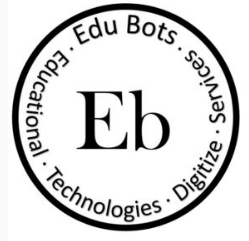 · Edu Bots · Services · Digitize · Technologies · Educational
Eb